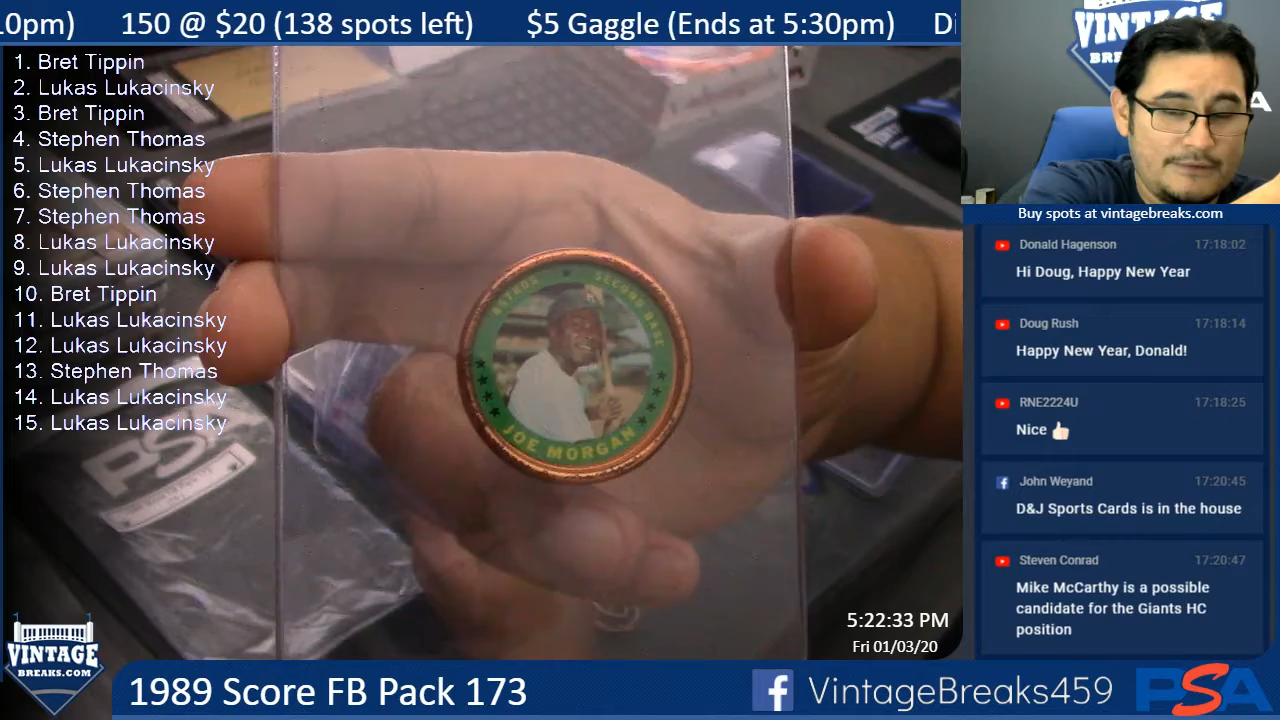 10pm) 150 @ $20 (138 spots left) $5 Gaggle (Ends at 5:30pm) Di
1. Bret Tippin
2. Lukas Lukacinsky
3. Bret Tippin
4. Stephen Thomas
5. Lukas Lukacinsky
6. Stephen Thomas
7. Stephen Thomas
8. Lukas Lukacinsky
9. Lukas Lukacinsky
10. Bret Tippin
11. Lukas Lukacinsky
12. Lukas Lukacinsky
13. Stephen Thomas
14. Lukas Lukacinsky
15. Lukas Lukacinsky
ASTROS SECOND BASE
JOE MORGAN
PSA
VINTAGE
Buy spots at vintagebreaks.com
Donald Hagenson 17:18:02
Hi Doug, Happy New Year
Doug Rush 17:18:14
Happy New Year, Donald!
RNE2224U 17:18:25
Nice 👍🏻
John Weyand 17:20:45
D&J Sports Cards is in the house
Steven Conrad 17:20:47
Mike McCarthy is a possible
candidate for the Giants HC
position
5:22:33 PM
Fri 01/03/20
VINTAGE
BREAKS.COM
1989 Score FB Pack 173
VintageBreaks459
PSA